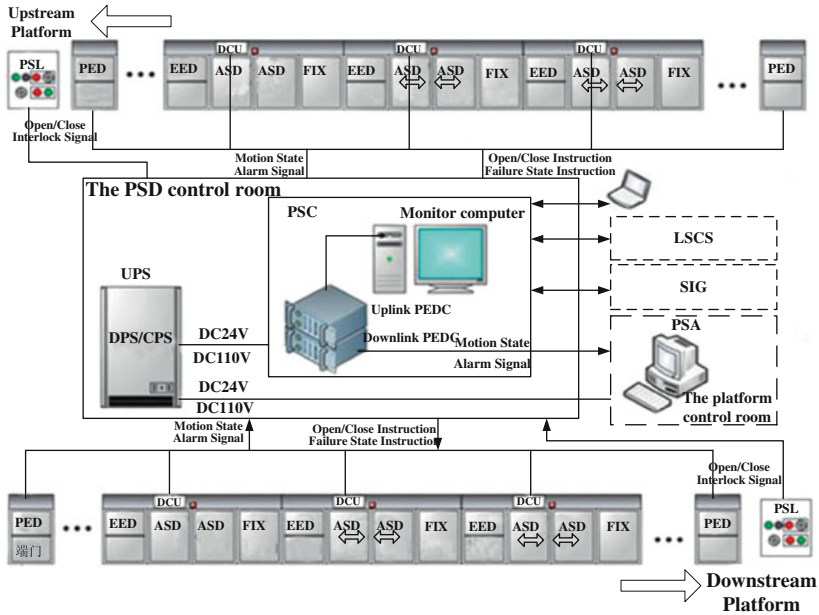 Upstream
Platform
PSL
DCU DCU DCU
PED EED ASD ASD FIX EED ASD ASD FIX EED ASD ASD FIX PED
Open/Close
Interlock Signal
Motion State
Alarm Signal
Open/Close Instruction
Failure State Instruction
The PSD control room
PSC
Monitor computer
LSCS
SIG
UPS
Uplink PEDC
DPS/CPS
DC24V
DC110V
Downlink PEDC
Motion State
Alarm Signal
PSA
The platform
control room
DC24V
DC110V
Motion State
Alarm Signal
Open/Close Instruction
Failure State Instruction
Open/Close
Interlock Signal
DCU DCU DCU
PSL
PED EED ASD ASD FIX EED ASD ASD FIX EED ASD ASD FIX PED
端门
Downstream
Platform